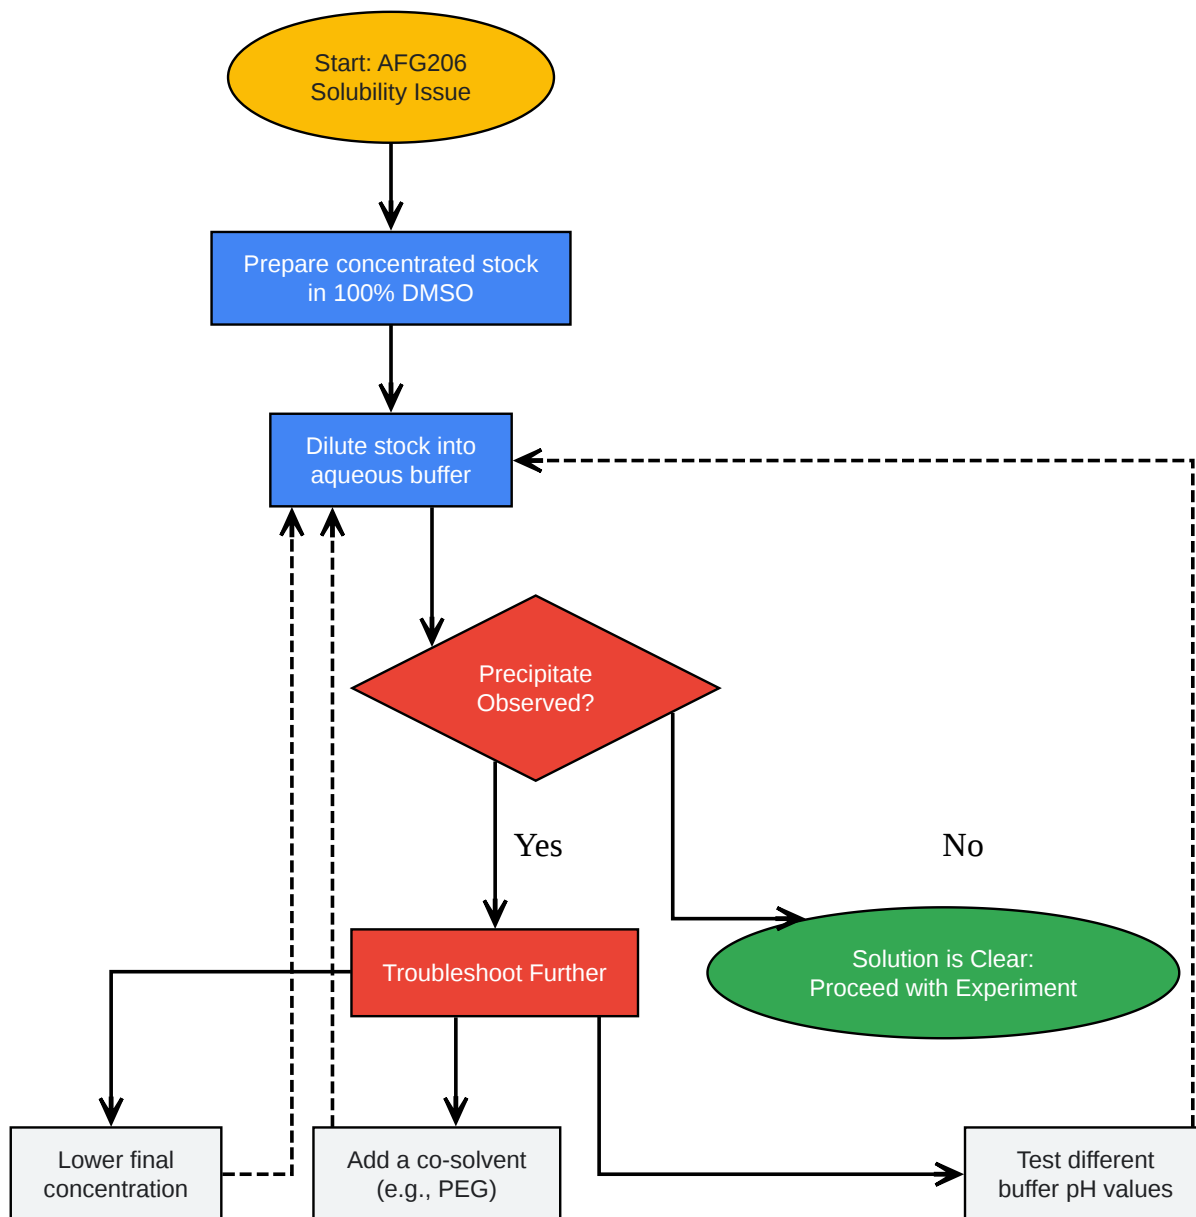 Start: AFG206
Solubility Issue
Prepare concentrated stock
in 100% DMSO
Dilute stock into
aqueous buffer
Precipitate
Observed?
Yes
No
Troubleshoot Further
Solution is Clear:
Proceed with Experiment
Lower final
concentration
Add a co-solvent
(e.g., PEG)
Test different
buffer pH values